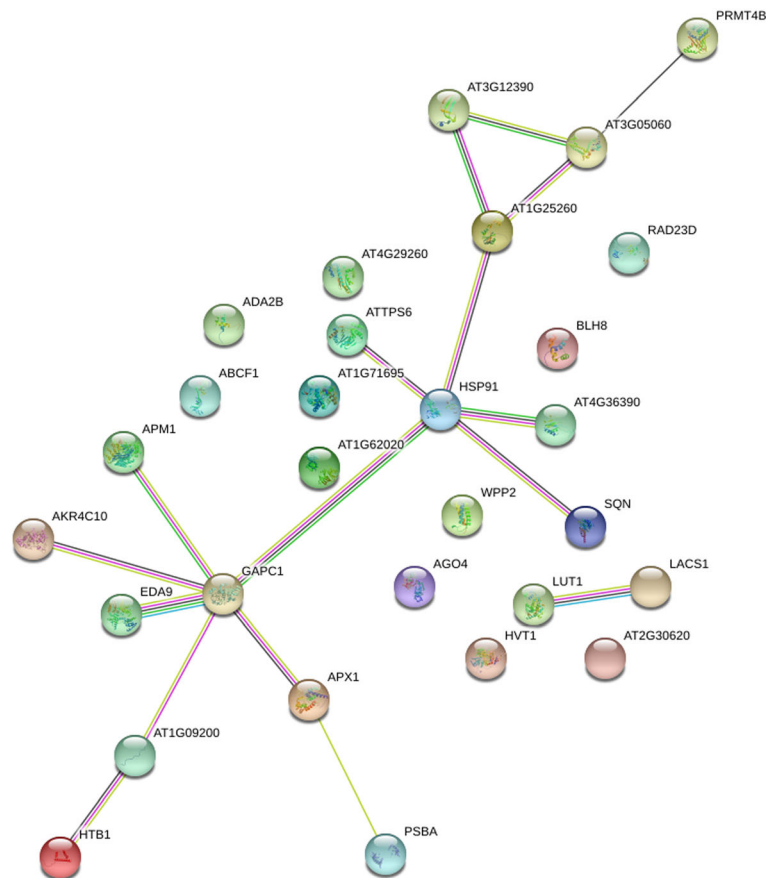 PRMT4B
AT3G12390
AT3G05060
AT1G25260
RAD23D
AT4G29260
ADA2B
ATTPS6
BLH8
ABCF1
AT1G71695
HSP91
AT4G36390
APM1
AT1G62020
WPP2
SQN
AKR4C10
GAPC1
AGO4
LUT1
LACS1
EDA9
HVT1
AT2G30620
APX1
AT1G09200
HTB1
PSBA